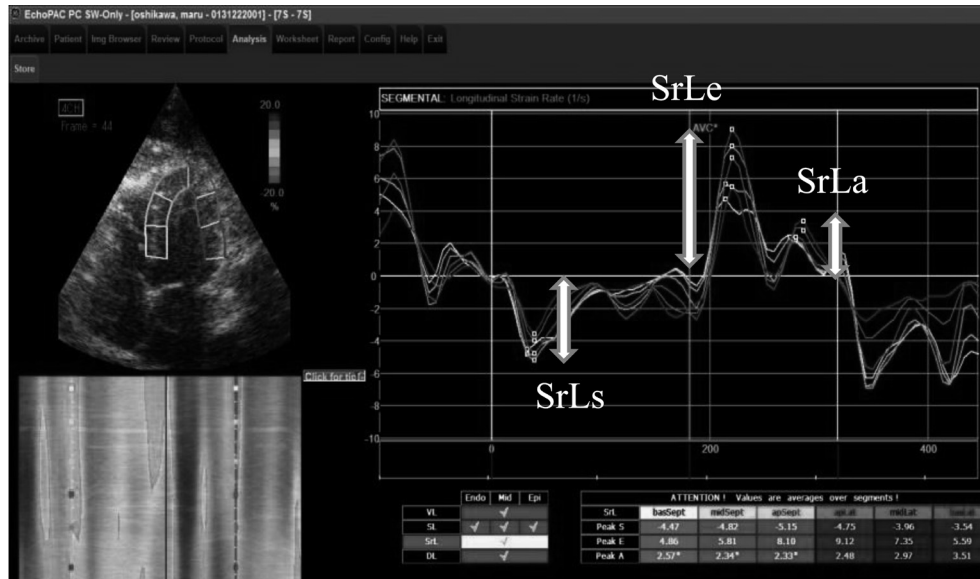 EchoPAC PC SW-Only - [oshikawa, maru - 0131222001] - [7S - 7S]
Archive Patient Img Browser Review Protocol Analysis Worksheet Report Config Help Exit
Store
4CH
Frame = 44
20.0
-20.0
%
SEGMENTAL: Longitudinal Strain Rate (1/s)
SrLe
AVC*
SrLa
SrLs
10
8
6
4
2
0
-2
-4
-6
-8
-10
0 200 400
Endo Mid Epi
VL
SL
SrL
DL
ATTENTION ! Values are averages over segments !
SrL basSept midSept apSept api.Lat midLat
Peak S -4.47 -4.82 -5.15 -4.75 -3.96 -3.54
Peak E 4.86 5.81 8.10 9.12 7.35 5.59
Peak A 2.57* 2.34* 2.33* 2.48 2.97 3.51